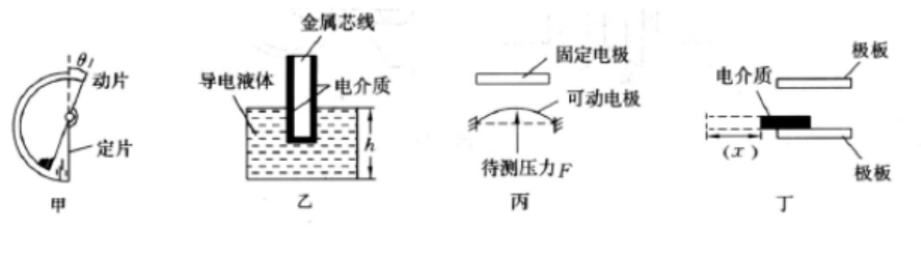 θ
动片
定片
甲
金属芯线
导电液体
电介质
h
乙
固定电极
可动电极
待测压力F
丙
极板
电介质
(x)
极板
丁